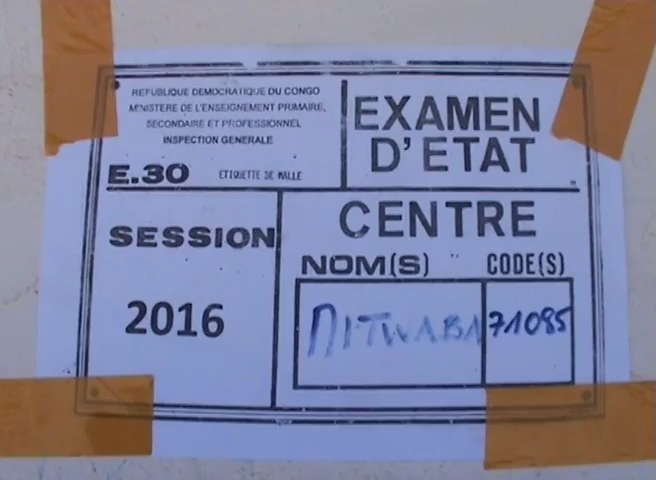 REPUBLIQUE DEMOCRATIQUE DU CONGO
MINISTERE DE L'ENSEIGNEMENT PRIMAIRE,
SECONDAIRE ET PROFESSIONNEL
INSPECTION GENERALE
E.30 ETIQUETTE DE MALLE
EXAMEN
D'ETAT
SESSION
2016
CENTRE
NOM(S) CODE(S)
MITWABA 71085